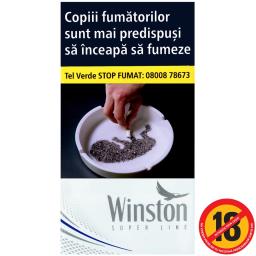 Copiii fumătorilor
sunt mai predispuși
să înceapă să fumeze
Tel Verde STOP FUMAT: 08008 78673
Winston
SUPER LINE
18